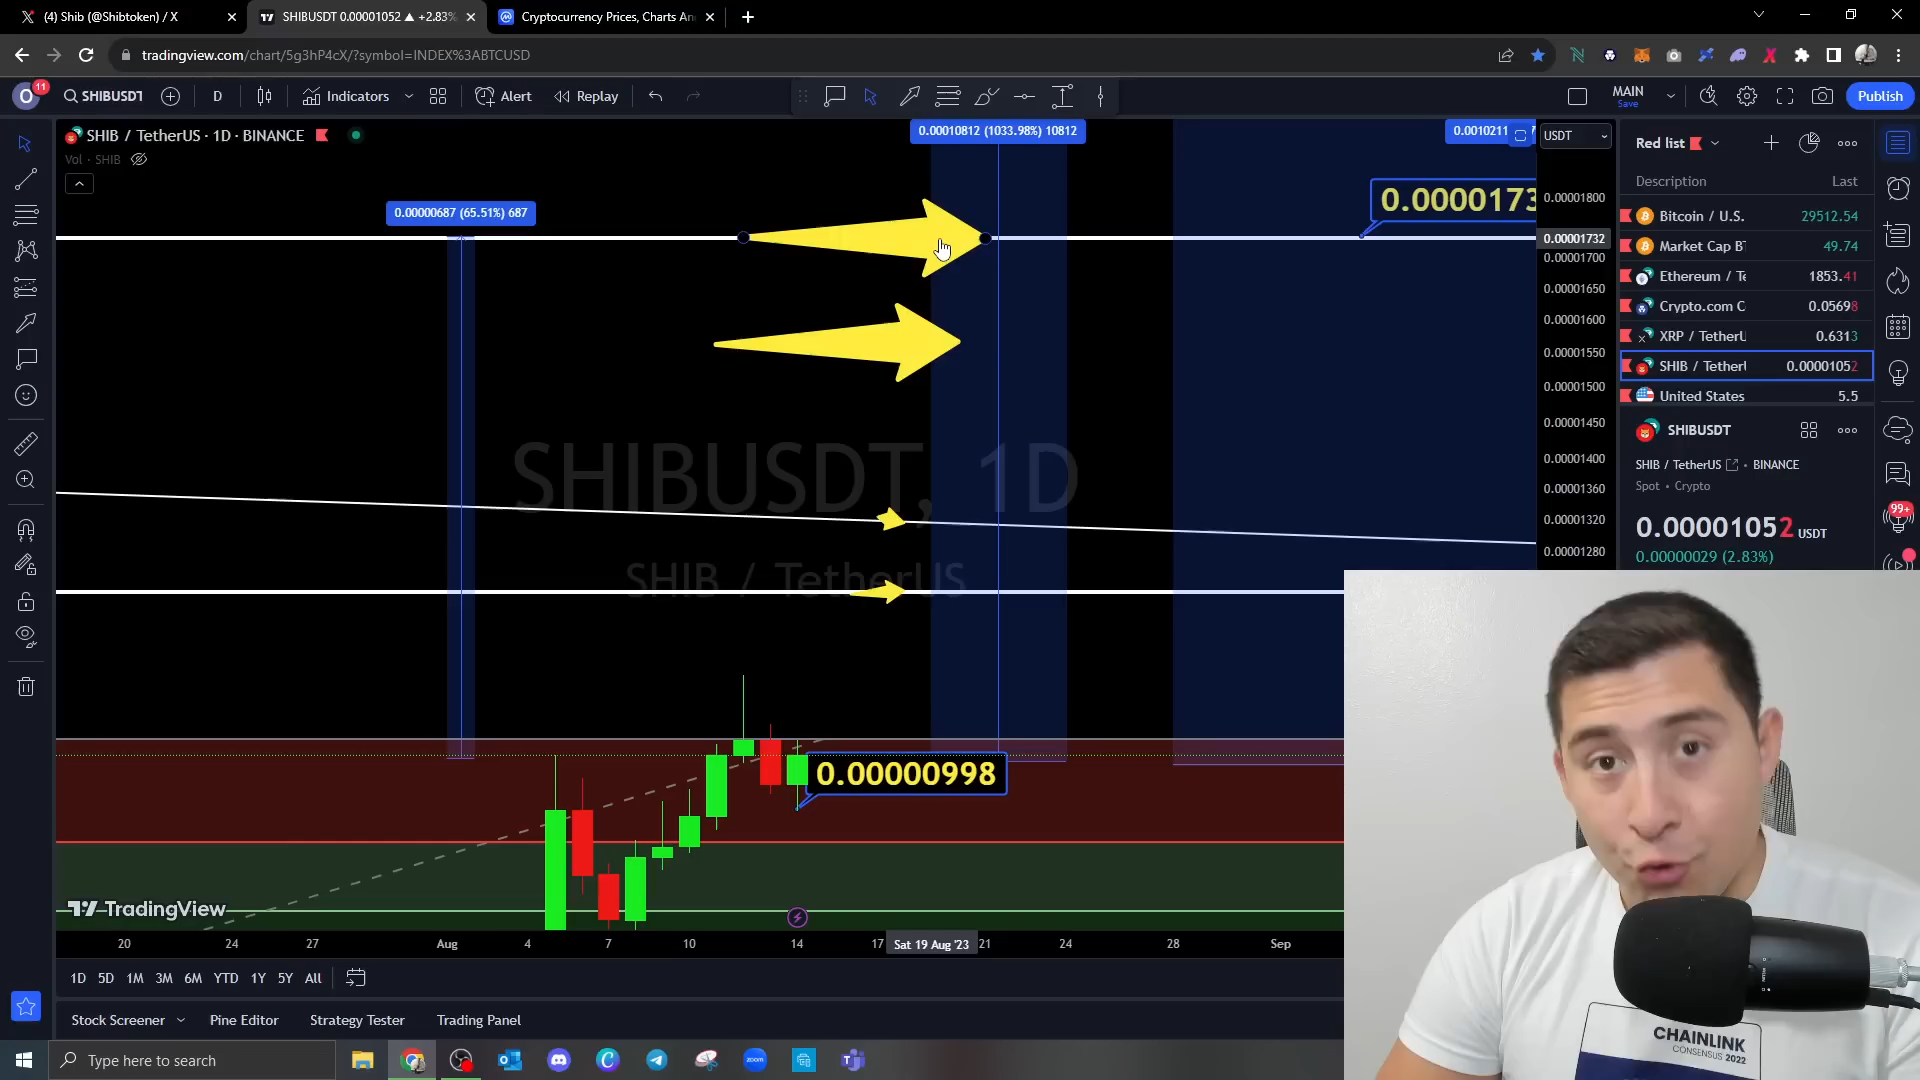 (4) Shib (@Shibtoken) / X
SHIBUSDT 0.00001052 ▲ +2.83%
Cryptocurrency Prices, Charts An
tradingview.com/chart/5g3hP4cX/?symbol=INDEX%3ABTCUSD
O 11 SHIBUSDT D Indicators Alert Replay MAIN Save Publish
SHIB / TetherUS · 1D · BINANCE
Vol · SHIB
0.00010812 (1033.98%) 10812
0.0010211
USDT
0.00000687 (65.51%) 687
0.0000173
0.00001800
0.00001732
0.00001700
0.00001650
0.00001600
0.00001550
0.00001500
0.00001450
0.00001400
0.00001360
0.00001320
0.00001280
SHIBUSDT, 1D
SHIB / TetherUS
0.00000998
TradingView
20 24 27 Aug 4 7 10 14 17 Sat 19 Aug '23 21 24 28 Sep
1D 5D 1M 3M 6M YTD 1Y 5Y All
Stock Screener Pine Editor Strategy Tester Trading Panel
Type here to search
Red list
Description Last
Bitcoin / U.S. 29512.54
Market Cap BT 49.74
Ethereum / Te 1853.41
Crypto.com C 0.05698
XRP / TetherU 0.6313
SHIB / TetherU 0.00001052
United States 5.5
SHIBUSDT
SHIB / TetherUS • BINANCE
Spot • Crypto
0.00001052 USDT
0.00000029 (2.83%)
99+
zoom
CHAINLINK
CONSENSUS 2022